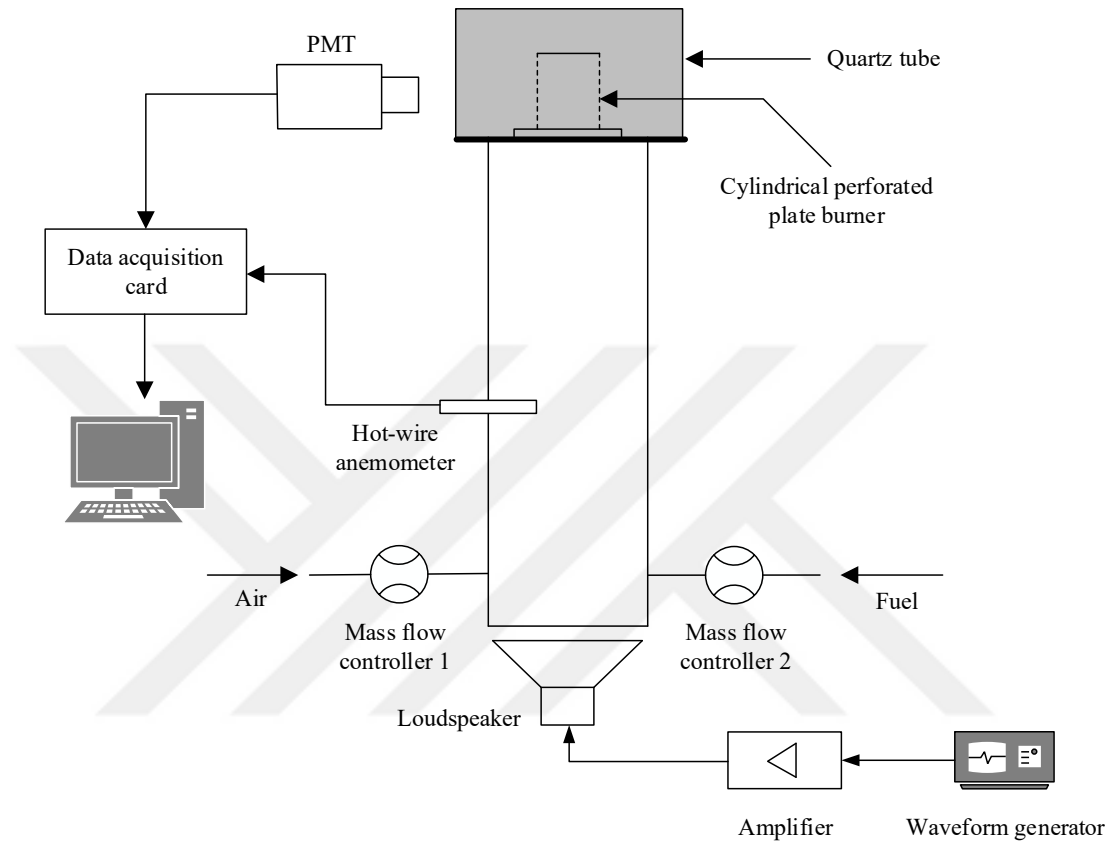 PMT
Quartz tube
Cylindrical perforated
plate burner
Data acquisition
card
Hot-wire
anemometer
Air
Fuel
Mass flow
controller 1
Mass flow
controller 2
Loudspeaker
Amplifier
Waveform generator